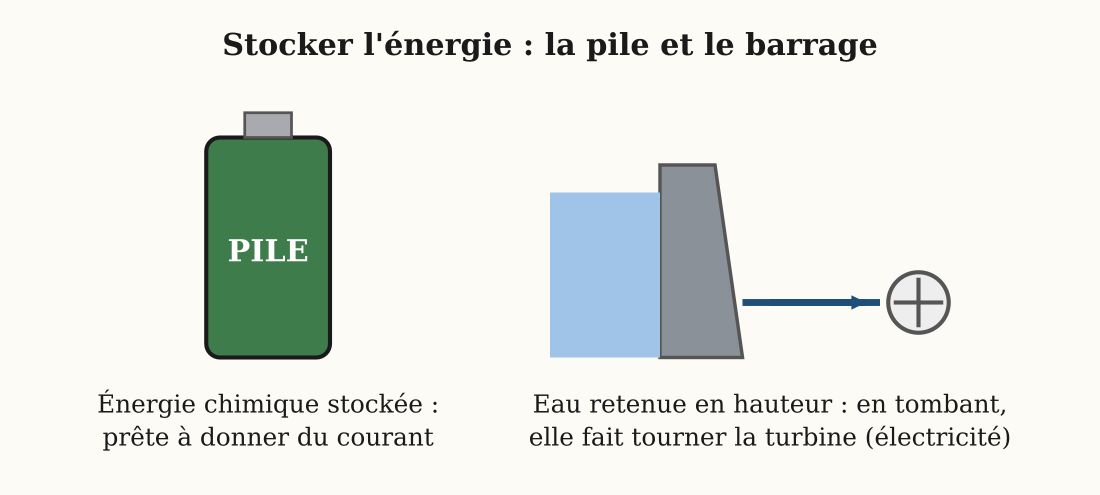 Stocker l'énergie : la pile et le barrage
PILE
Énergie chimique stockée :
prête à donner du courant
Eau retenue en hauteur : en tombant,
elle fait tourner la turbine (électricité)